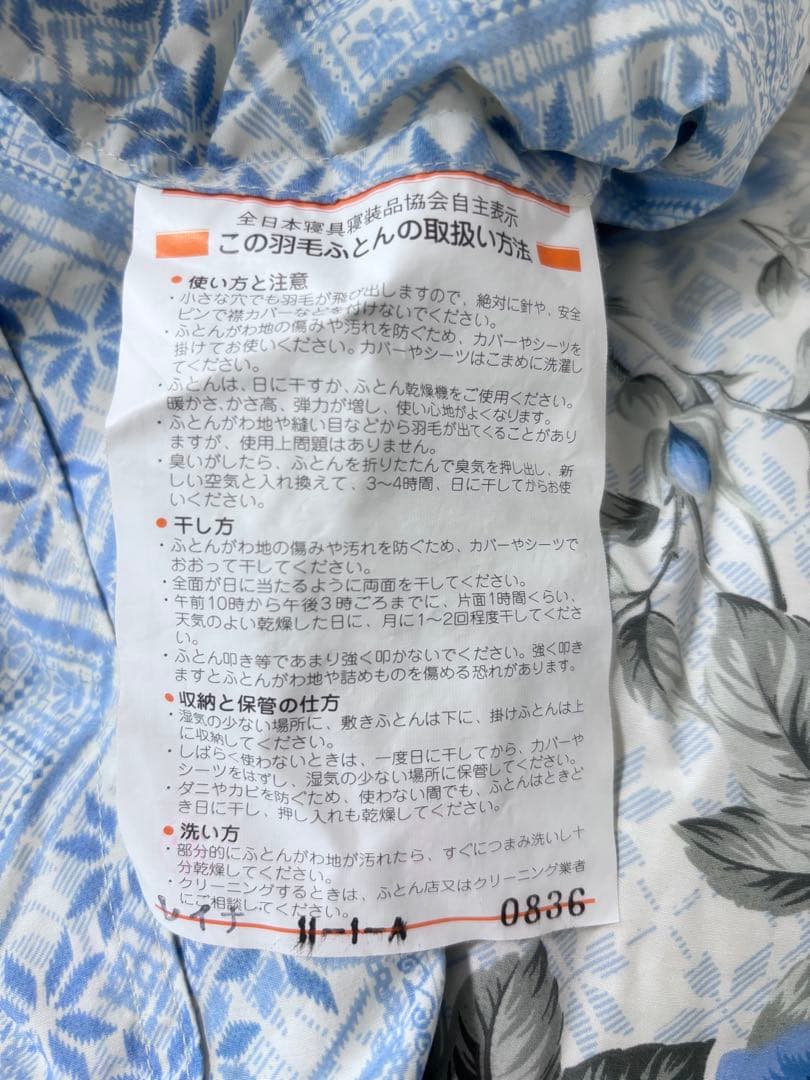 全日本寝具寝装品協会自主表示
この羽毛ふとんの取扱い方法
● 使い方と注意
・小さな穴でも羽毛が飛び出しますので，絶対に針や、安全
ピンで襟カバーなどを付けないでください。
・ふとんがわ地の傷みや汚れを防ぐため、カバーやシーツを
掛けてお使いください。カバーやシーツはこまめに洗濯し
てください。
・ふとんは、日に干すか、ふとん乾燥機をご使用ください。
暖かさ、かさ高、弾力が増し、使い心地がよくなります。
・ふとんがわ地や縫い目などから羽毛が出てくることがあり
ますが、使用上問題はありません。
・臭いがしたら、ふとんを折りたたんで臭気を押し出し、新
しい空気と入れ換えて、3～4時間、日に干してからお使
いください。
● 干し方
・ふとんがわ地の傷みや汚れを防ぐため、カバーやシーツで
おおって干してください。
・全面が日に当たるように両面を干してください。
・午前10時から午後3時ごろまでに、片面1時間くらい、
天気のよい乾燥した日に、月に1～2回程度干してくださ
い。
・ふとん叩き等であまり強く叩かないでください。強く叩き
ますとふとんがわ地や詰めものを傷める恐れがあります。
● 収納と保管の仕方
・湿気の少ない場所に、敷きふとんは下に、掛けふとんは上
に収納してください。
・しばらく使わないときは、一度日に干してから、カバーや
シーツをはずし、湿気の少ない場所に保管してください。
・ダニやカビを防ぐため、使わない間でも、ふとんはときど
き日に干し、押し入れも乾燥してください。
● 洗い方
・部分的にふとんがわ地が汚れたら、すぐにつまみ洗いし十
分乾燥してください。
・クリーニングするときは、ふとん店又はクリーニング業者
にご相談してください。
レイナ 11-1-A 0836